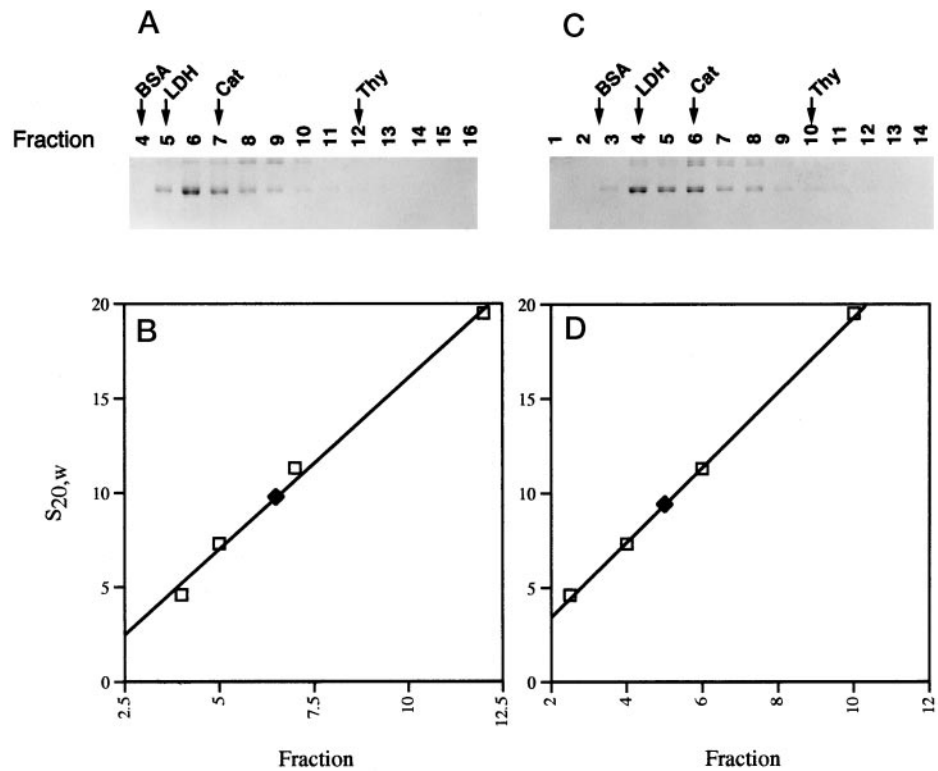 A
BSA LDH Cat Thy
Fraction 4 5 6 7 8 9 10 11 12 13 14 15 16
C
BSA LDH Cat Thy
1 2 3 4 5 6 7 8 9 10 11 12 13 14
B
20
15
10
5
0
S20,w
2.5 5 7.5 10 12.5
Fraction
D
20
15
10
5
0
2 4 6 8 10 12
Fraction